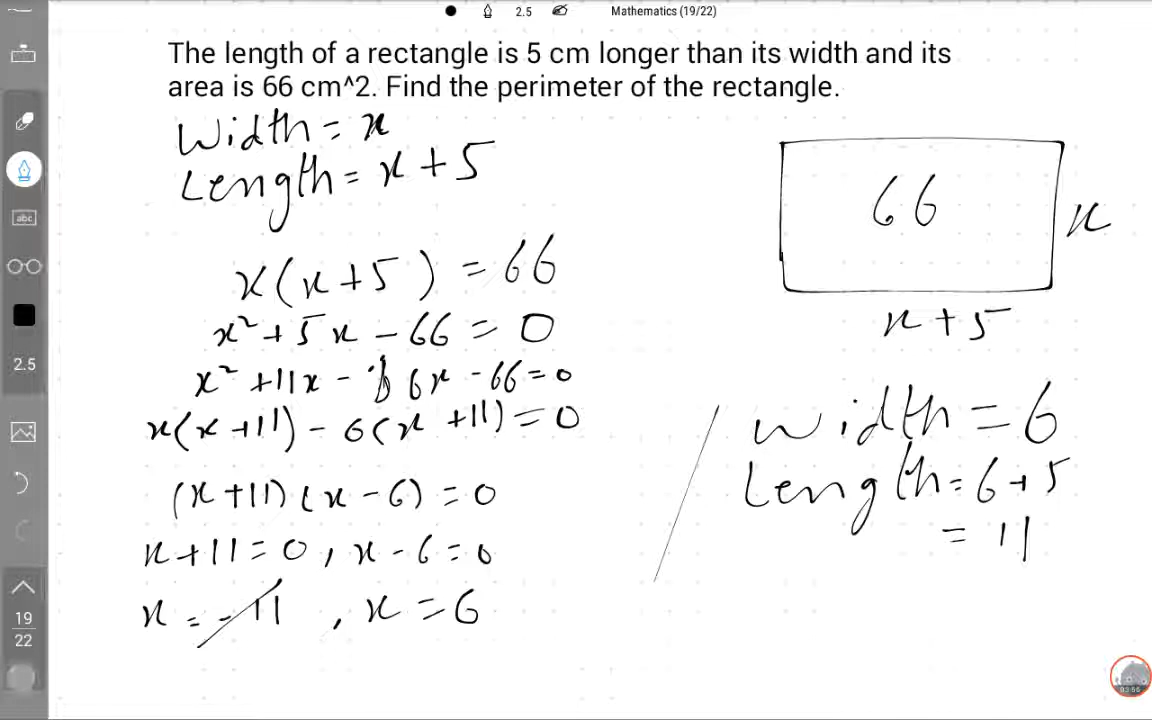 2.5 Mathematics (19/22)
The length of a rectangle is 5 cm longer than its width and its
area is 66 cm^2. Find the perimeter of the rectangle.
Width = x
Length = x + 5
x(x+5) = 66
x² + 5x - 66 = 0
x² + 11x - 6x - 66 = 0
x(x+11) - 6(x+11) = 0
(x+11)(x-6) = 0
x+11=0, x-6=0
x = -11, x = 6
66
x
x+5
width = 6
Length = 6+5
= 11
abc
2.5
19
22
03:56